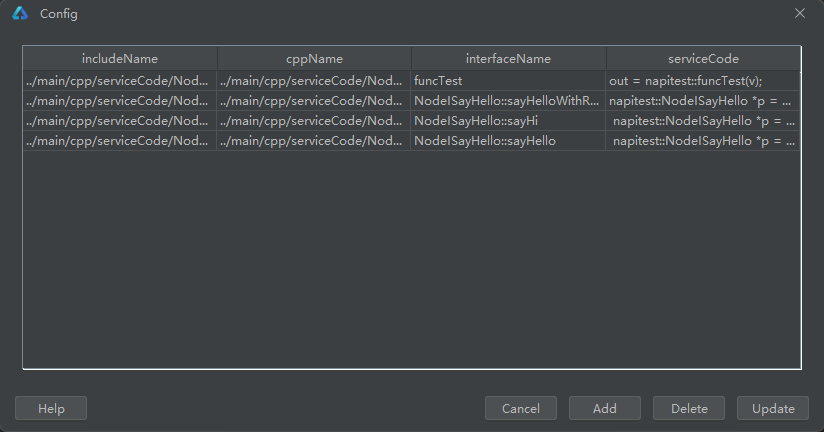 Config
includeName cppName interfaceName serviceCode
../main/cpp/serviceCode/Nod... ../main/cpp/serviceCode/Nod... funcTest out = napitest::funcTest(v);
../main/cpp/serviceCode/Nod... ../main/cpp/serviceCode/Nod... NodeISayHello::sayHelloWithR... napitest::NodeISayHello *p = ...
../main/cpp/serviceCode/Nod... ../main/cpp/serviceCode/Nod... NodeISayHello::sayHi napitest::NodeISayHello *p = ...
../main/cpp/serviceCode/Nod... ../main/cpp/serviceCode/Nod... NodeISayHello::sayHello napitest::NodeISayHello *p = ...
Help Cancel Add Delete Update